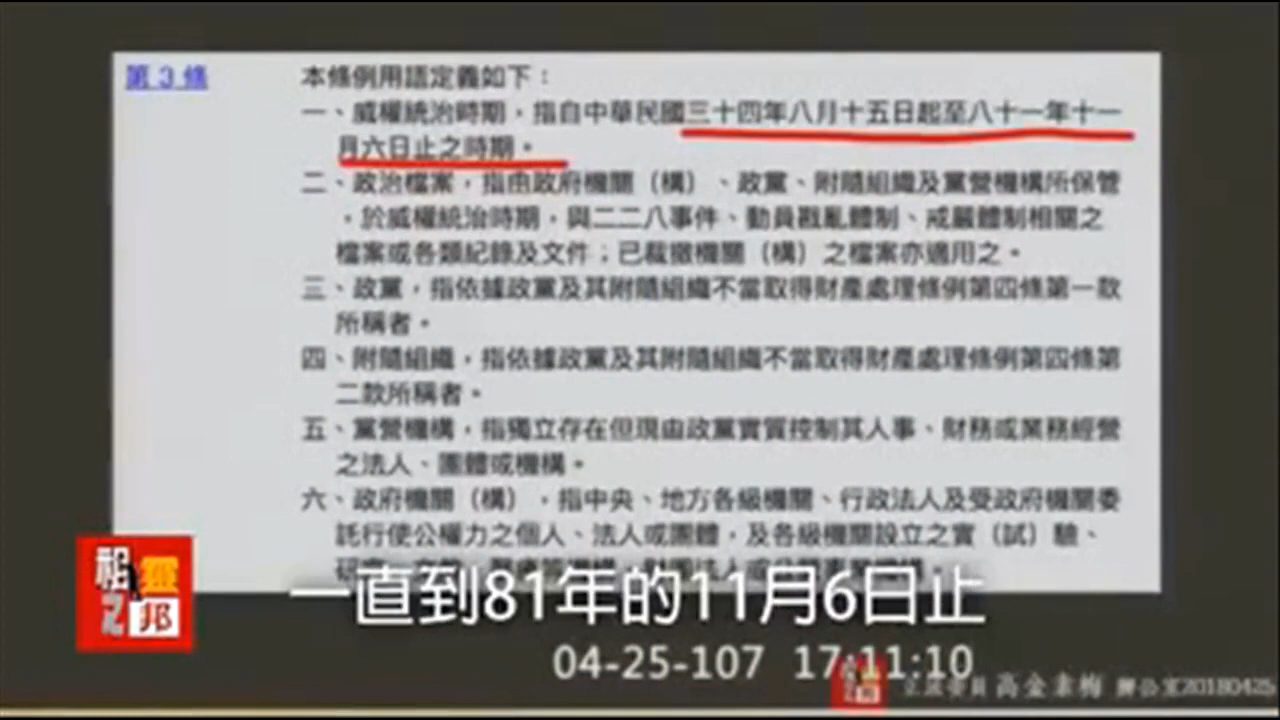 第 3 條
本條例用語定義如下：
一、威權統治時期，指自中華民國三十四年八月十五日起至八十一年十一
月六日止之時期。
二、政治檔案，指由政府機關（構）、政黨、附隨組織及黨營機構所保管
，於威權統治時期，與二二八事件、動員戡亂體制、戒嚴體制相關之
檔案或各類紀錄及文件；已裁撤機關（構）之檔案亦適用之。
三、政黨，指依據政黨及其附隨組織不當取得財產處理條例第四條第一款
所稱者。
四、附隨組織，指依據政黨及其附隨組織不當取得財產處理條例第四條第
二款所稱者。
五、黨營機構，指獨立存在但現由政黨實質控制其人事、財務或業務經營
之法人、團體或機構。
六、政府機關（構），指中央、地方各級機關、行政法人及受政府機關委
託行使公權力之個人、法人或團體，及各級機關設立之實（試）驗、
祖靈之邦
一直到81年的11月6日止
04-25-107 17:11:10
立法委員 高金素梅 辦公室20180425